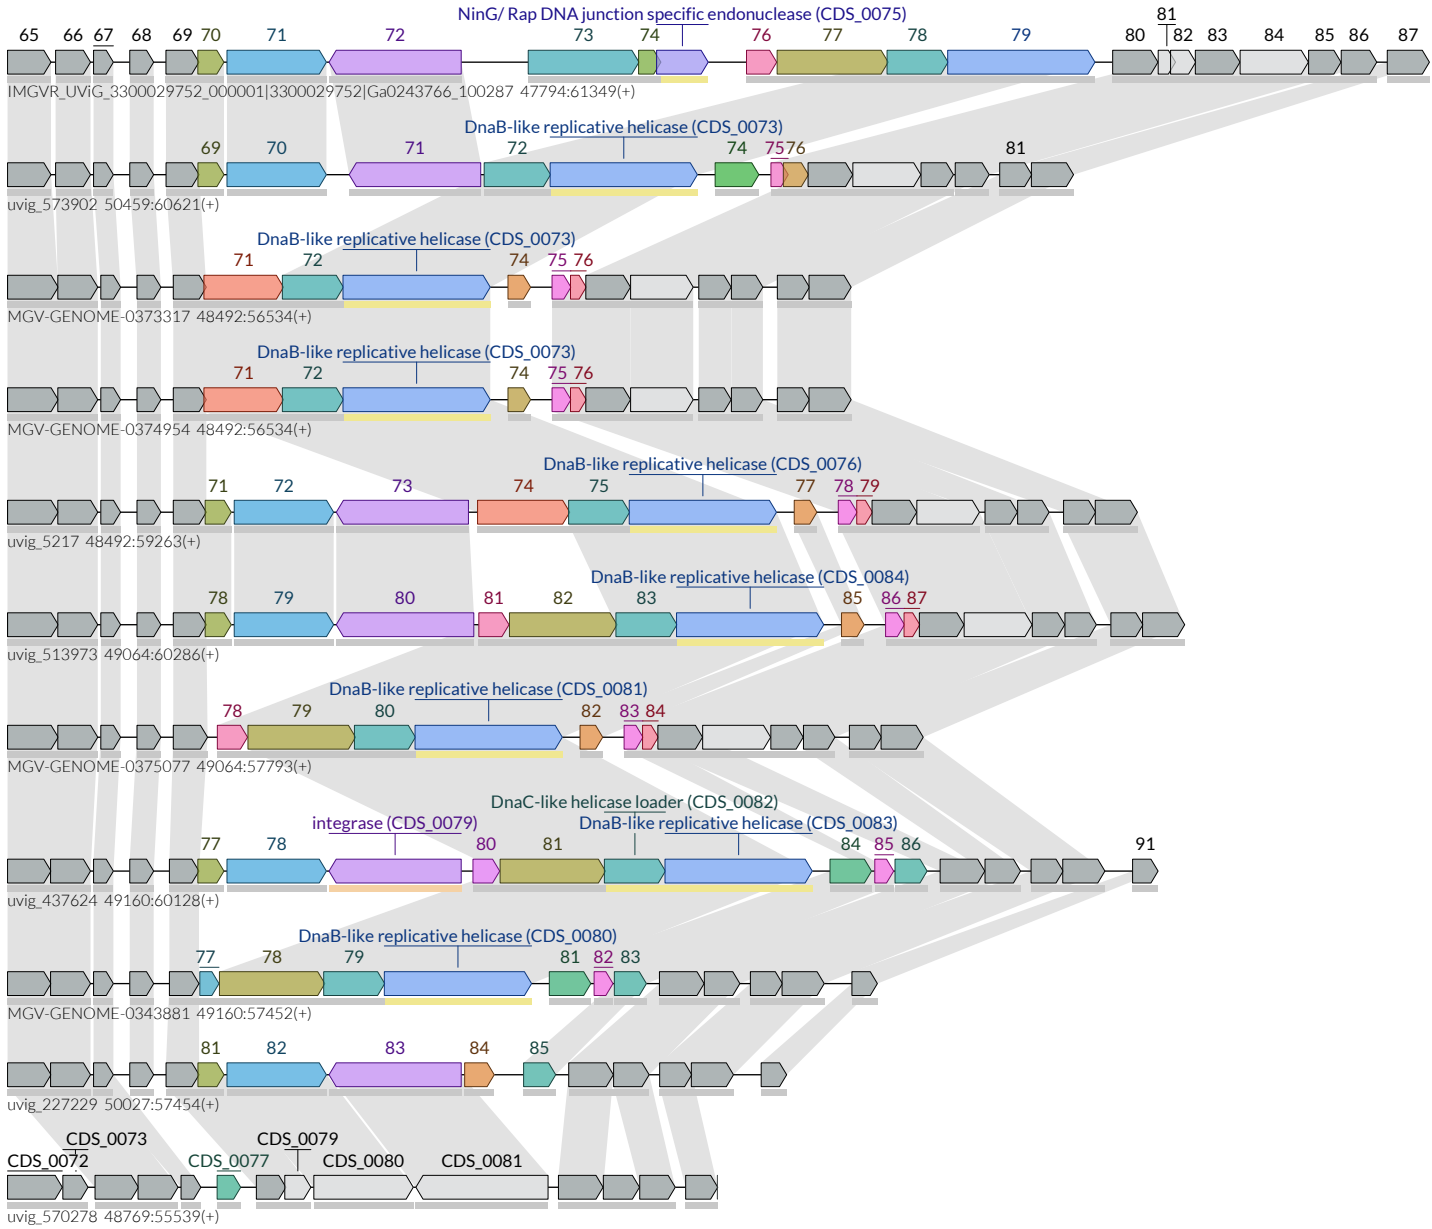 NinG/ Rap DNA junction specific endonuclease (CDS_0075)
65 66 67 68 69 70 71 72 73 74 76 77 78 79 80 81 82 83 84 85 86 87
IMGVR_UViG_3300029752_000001|3300029752|Ga0243766_100287 47794:61349(+)
DnaB-like replicative helicase (CDS_0073)
69 70 71 72 74 75 76 81
uvig_573902 50459:60621(+)
DnaB-like replicative helicase (CDS_0073)
71 72 74 75 76
MGV-GENOME-0373317 48492:56534(+)
DnaB-like replicative helicase (CDS_0073)
71 72 74 75 76
MGV-GENOME-0374954 48492:56534(+)
DnaB-like replicative helicase (CDS_0076)
71 72 73 74 75 77 78 79
uvig_5217 48492:59263(+)
DnaB-like replicative helicase (CDS_0084)
78 79 80 81 82 83 85 86 87
uvig_513973 49064:60286(+)
DnaB-like replicative helicase (CDS_0081)
78 79 80 82 83 84
MGV-GENOME-0375077 49064:57793(+)
DnaC-like helicase loader (CDS_0082)
integrase (CDS_0079) DnaB-like replicative helicase (CDS_0083)
77 78 80 81 84 85 86 91
uvig_437624 49160:60128(+)
DnaB-like replicative helicase (CDS_0080)
77 78 79 81 82 83
MGV-GENOME-0343881 49160:57452(+)
81 82 83 84 85
uvig_227229 50027:57454(+)
CDS_0073 CDS_0079
CDS_0072 CDS_0077 CDS_0080 CDS_0081
uvig_570278 48769:55539(+)